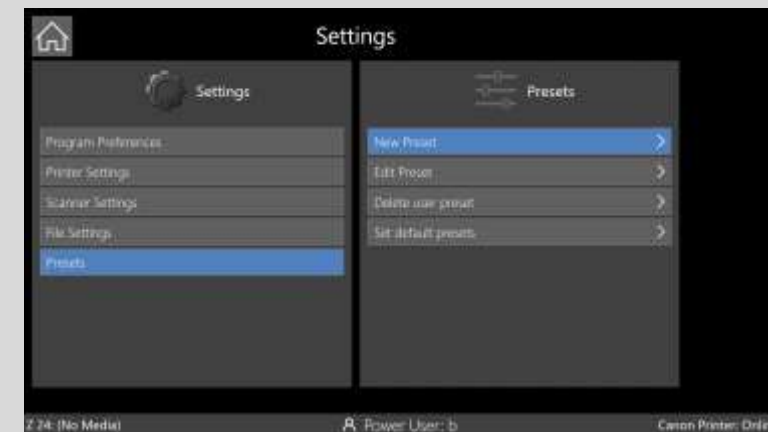 Settings
Settings
Program Preferences
Printer Settings
Scanner Settings
File Settings
Presets
Presets
New Preset
Edit Preset
Delete user preset
Set default presets
Z 24: (No Media)
Power User: b
Canon Printer: Onli